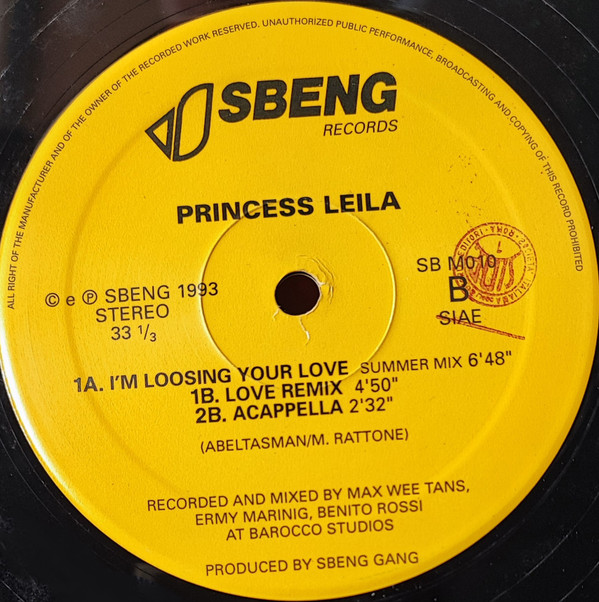 ALL RIGHT OF THE MANUFACTURER AND OF THE OWNER OF THE RECORDED WORK RESERVED. UNAUTHORIZED PUBLIC PERFORMANCE, BROADCASTING AND COPYING OF THIS RECORD PROHIBITED
SBENG
RECORDS
PRINCESS LEILA
© e ℗ SBENG 1993
STEREO
33 1/3
SB M010
B
SIAE
1A. I'M LOOSING YOUR LOVE SUMMER MIX 6'48"
1B. LOVE REMIX 4'50"
2B. ACAPPELLA 2'32"
(ABELTASMAN/M. RATTONE)
RECORDED AND MIXED BY MAX WEE TANS,
ERMY MARINIG, BENITO ROSSI
AT BAROCCO STUDIOS
PRODUCED BY SBENG GANG